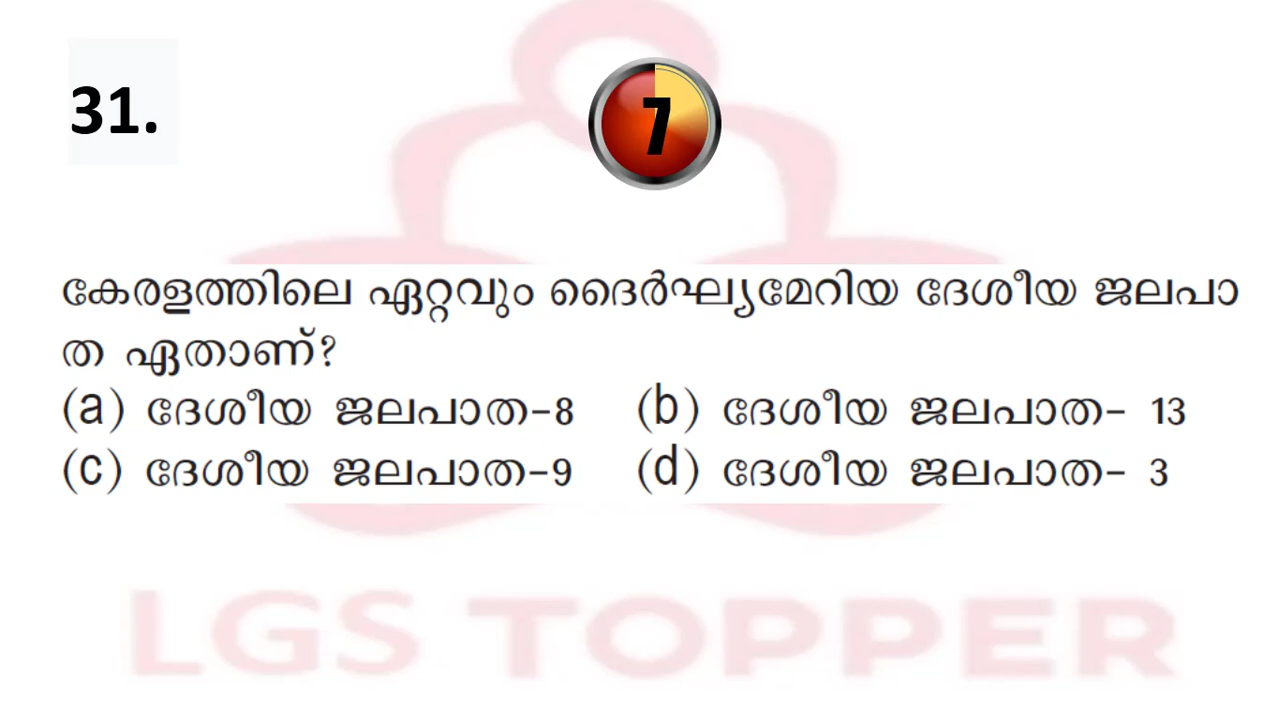 31.
7
കേരളത്തിലെ ഏറ്റവും ദൈർഘ്യമേറിയ ദേശീയ ജലപാ
ത ഏതാണ്?
(a) ദേശീയ ജലപാത-8 (b) ദേശീയ ജലപാത- 13
(c) ദേശീയ ജലപാത-9 (d) ദേശീയ ജലപാത- 3
LGS TOPPER